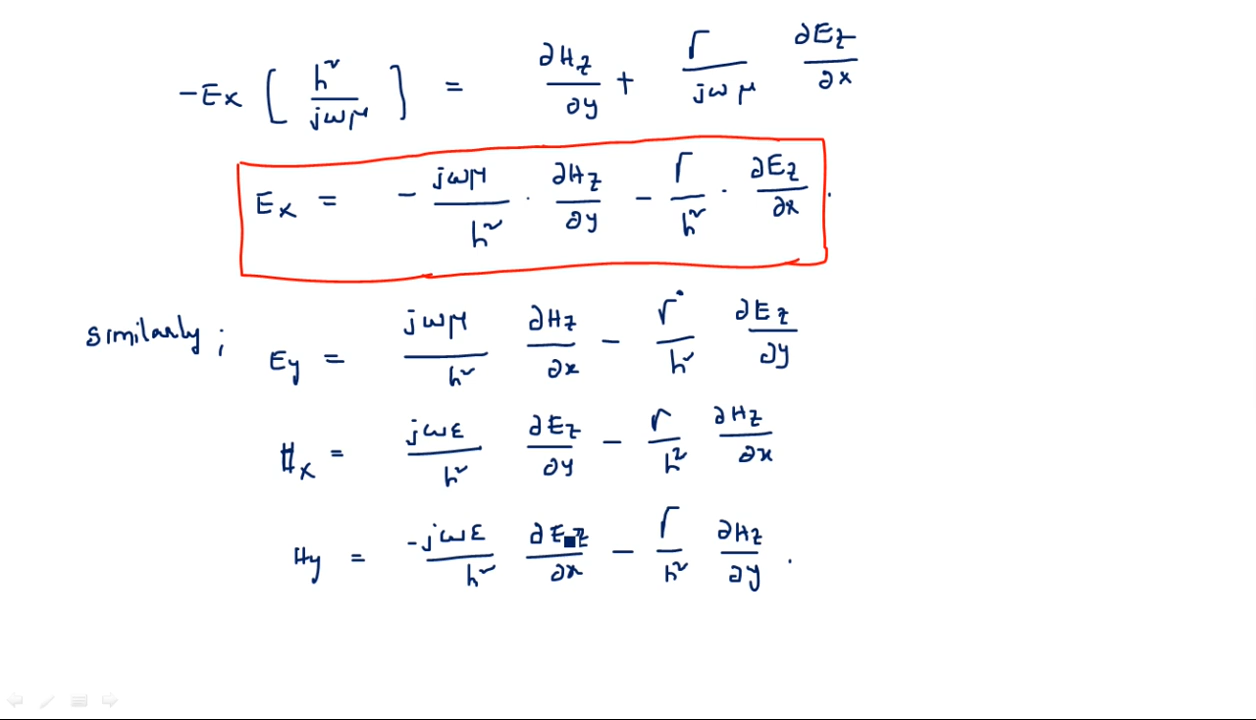 -Ex [ h² / jωμ ] = ∂Hz/∂y + Γ/jωμ ∂Ez/∂x
Ex = - jωμ/h² · ∂Hz/∂y - Γ/h² · ∂Ez/∂x .
Similarly; Ey = jωμ/h² ∂Hz/∂x - Γ/h² ∂Ez/∂y
Hx = jωε/h² ∂Ez/∂y - Γ/h² ∂Hz/∂x
Hy = -jωε/h² ∂Ez/∂x - Γ/h² ∂Hz/∂y .